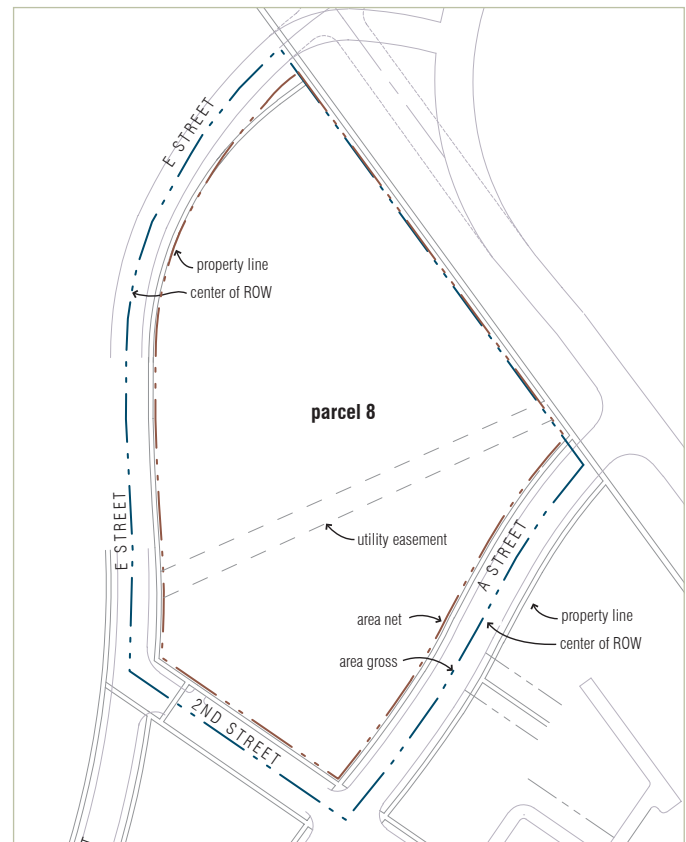 E STREET
property line
center of ROW
parcel 8
E STREET
utility easement
A STREET
area net
property line
center of ROW
area gross
2ND STREET